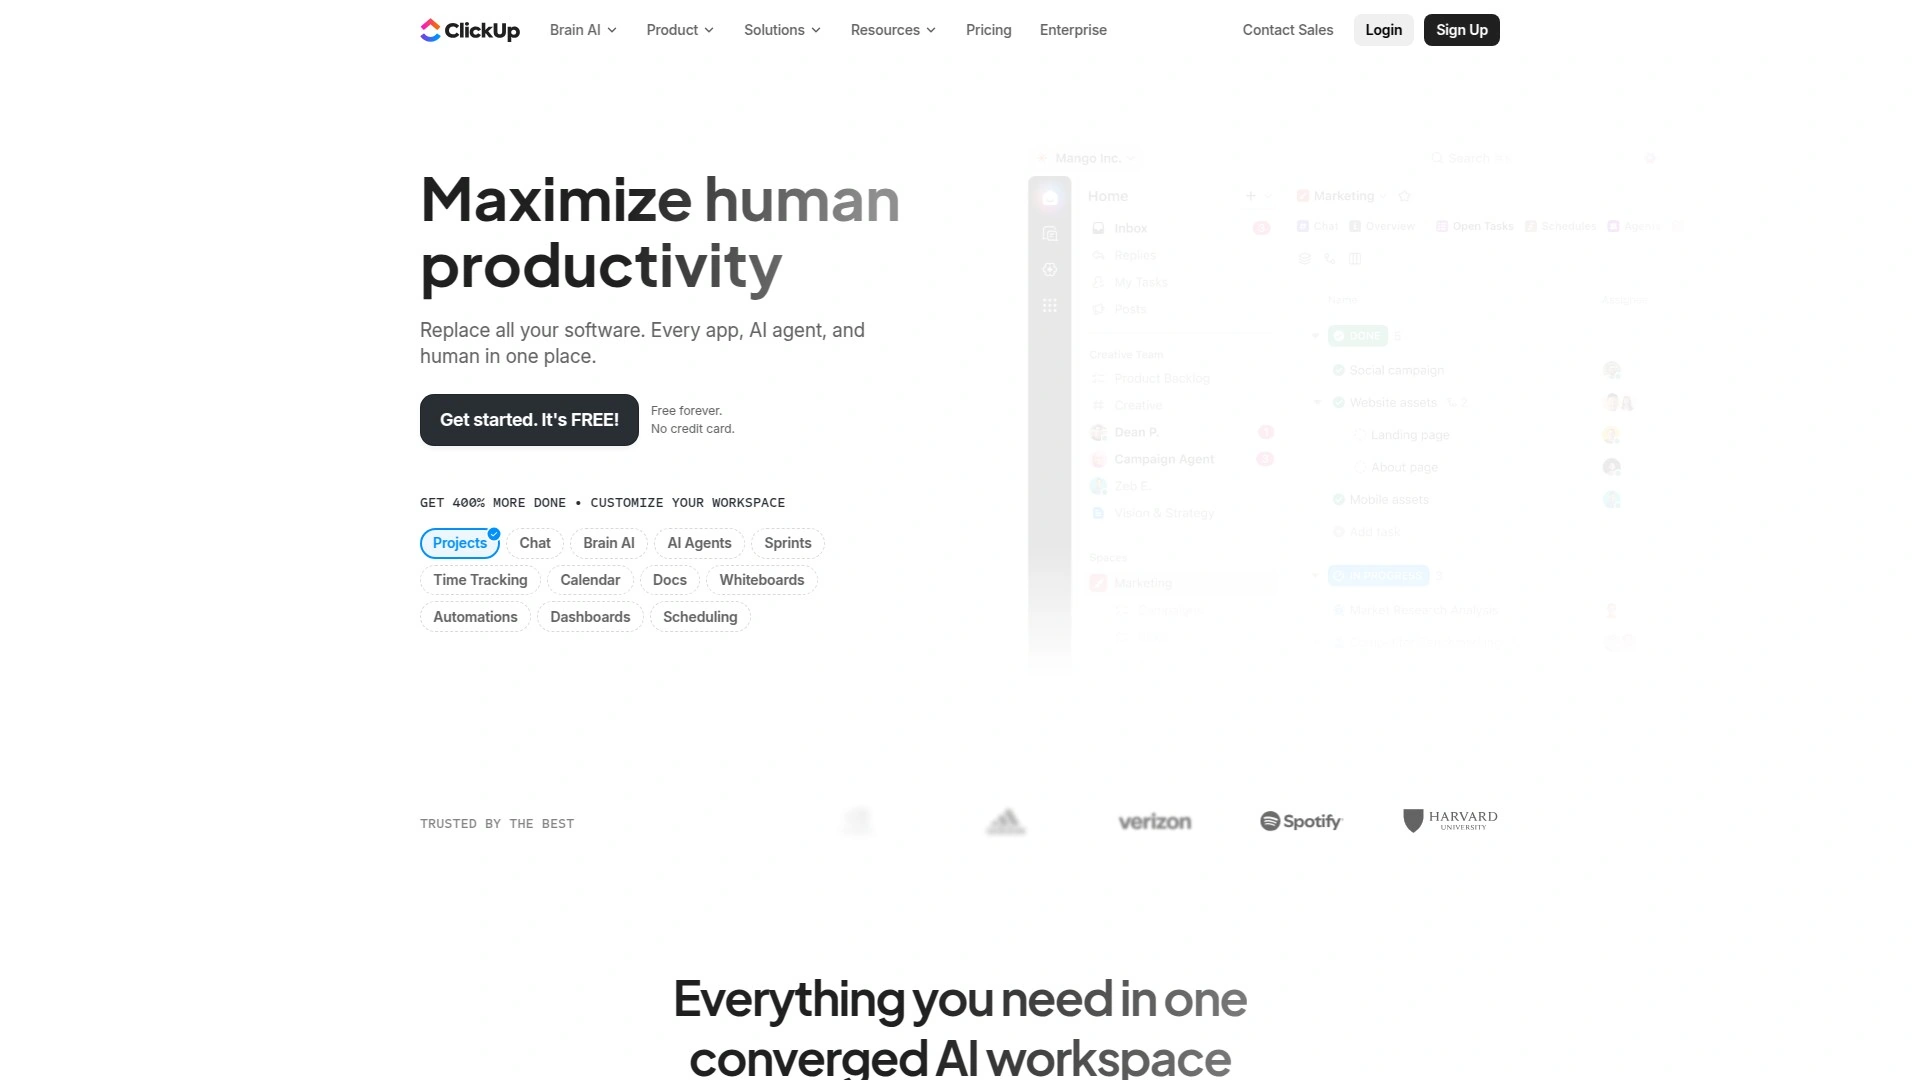 ClickUp
Brain AI
Product
Solutions
Resources
Pricing
Enterprise
Contact Sales
Login
Sign Up
Maximize human
productivity
Replace all your software. Every app, AI agent, and
human in one place.
Get started. It's FREE!
Free forever.
No credit card.
GET 400% MORE DONE • CUSTOMIZE YOUR WORKSPACE
Projects
Chat
Brain AI
AI Agents
Sprints
Time Tracking
Calendar
Docs
Whiteboards
Automations
Dashboards
Scheduling
Mango Inc.
Search
Home
Inbox
Replies
My Tasks
Posts
Creative Team
Product Backlog
Creative
Dean P.
1
Campaign Agent
3
Zeb E.
Vision & Strategy
Spaces
Marketing
Marketing
Chat
Overview
Open Tasks
Schedules
Agenda
Name
Assignee
DONE 5
Social campaign
Website assets
Landing page
About page
Mobile assets
Add task
IN PROGRESS 3
Market Research Analysis
TRUSTED BY THE BEST
verizon
Spotify
HARVARD
UNIVERSITY
Everything you need in one
converged AI workspace